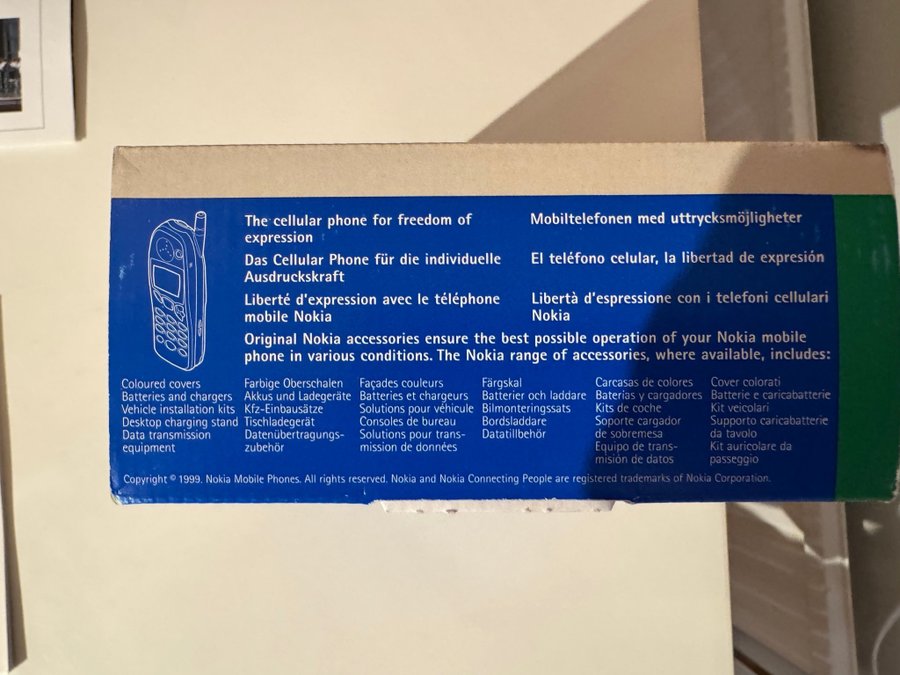 The cellular phone for freedom of
expression
Das Cellular Phone für die individuelle
Ausdruckskraft
Liberté d'expression avec le téléphone
mobile Nokia
Mobiltelefonen med uttrycksmöjligheter
El teléfono celular, la libertad de expresión
Libertà d'espressione con i telefoni cellulari
Nokia
Original Nokia accessories ensure the best possible operation of your Nokia mobile
phone in various conditions. The Nokia range of accessories, where available, includes:
Coloured covers
Batteries and chargers
Vehicle installation kits
Desktop charging stand
Data transmission
equipment
Farbige Oberschalen
Akkus und Ladegeräte
Kfz-Einbausätze
Tischladegerät
Datenübertragungs-
zubehör
Façades couleurs
Batteries et chargeurs
Solutions pour véhicule
Consoles de bureau
Solutions pour trans-
mission de données
Färgskal
Batterier och laddare
Bilmonteringssats
Bordsladdare
Datatillbehör
Carcasas de colores
Baterías y cargadores
Kits de coche
Soporte cargador
de sobremesa
Equipo de trans-
misión de datos
Cover colorati
Batterie e caricabatterie
Kit veicolari
Supporto caricabatterie
da tavolo
Kit auricolare da
passeggio
Copyright © 1999. Nokia Mobile Phones. All rights reserved. Nokia and Nokia Connecting People are registered trademarks of Nokia Corporation.